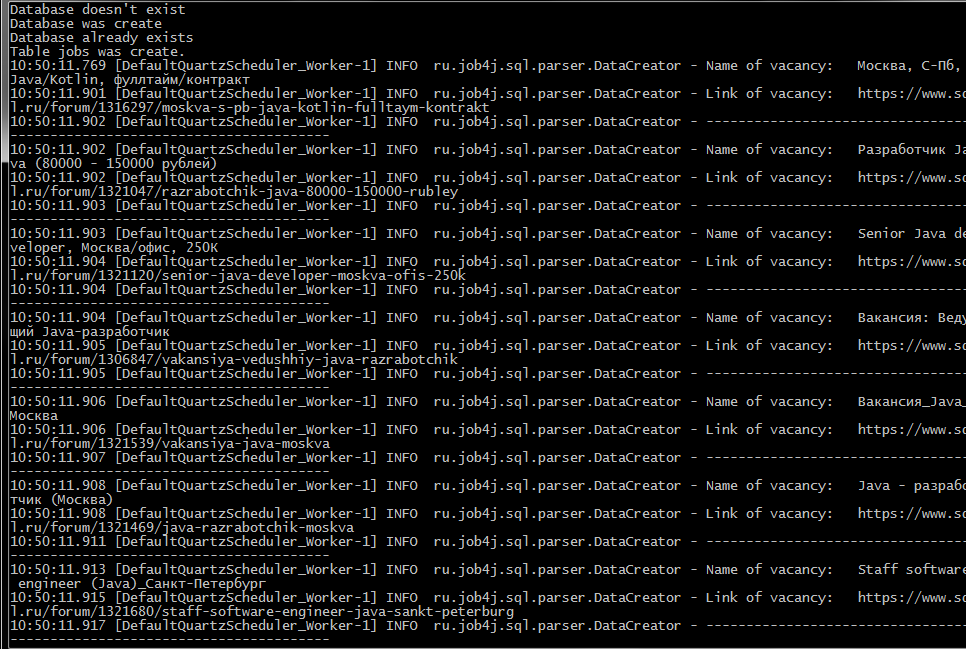 Database doesn't exist
Database was create
Database already exists
Table jobs was create.
10:50:11.769 [DefaultQuartzScheduler_Worker-1] INFO  ru.job4j.sql.parser.DataCreator - Name of vacancy:   Москва, С-Пб,
Java/Kotlin, фуллтайм/контракт
10:50:11.901 [DefaultQuartzScheduler_Worker-1] INFO  ru.job4j.sql.parser.DataCreator - Link of vacancy:   https://www.sq
l.ru/forum/1316297/moskva-s-pb-java-kotlin-fulltaym-kontrakt
10:50:11.902 [DefaultQuartzScheduler_Worker-1] INFO  ru.job4j.sql.parser.DataCreator - --------------------------------
----------------------------------------
10:50:11.902 [DefaultQuartzScheduler_Worker-1] INFO  ru.job4j.sql.parser.DataCreator - Name of vacancy:   Разработчик Ja
va (80000 - 150000 рублей)
10:50:11.902 [DefaultQuartzScheduler_Worker-1] INFO  ru.job4j.sql.parser.DataCreator - Link of vacancy:   https://www.sq
l.ru/forum/1321047/razrabotchik-java-80000-150000-rubley
10:50:11.903 [DefaultQuartzScheduler_Worker-1] INFO  ru.job4j.sql.parser.DataCreator - --------------------------------
----------------------------------------
10:50:11.903 [DefaultQuartzScheduler_Worker-1] INFO  ru.job4j.sql.parser.DataCreator - Name of vacancy:   Senior Java de
veloper, Москва/офис, 250К
10:50:11.904 [DefaultQuartzScheduler_Worker-1] INFO  ru.job4j.sql.parser.DataCreator - Link of vacancy:   https://www.sq
l.ru/forum/1321120/senior-java-developer-moskva-ofis-250k
10:50:11.904 [DefaultQuartzScheduler_Worker-1] INFO  ru.job4j.sql.parser.DataCreator - --------------------------------
----------------------------------------
10:50:11.904 [DefaultQuartzScheduler_Worker-1] INFO  ru.job4j.sql.parser.DataCreator - Name of vacancy:   Вакансия: Веду
щий Java-разработчик
10:50:11.905 [DefaultQuartzScheduler_Worker-1] INFO  ru.job4j.sql.parser.DataCreator - Link of vacancy:   https://www.sq
l.ru/forum/1306847/vakansiya-vedushhiy-java-razrabotchik
10:50:11.905 [DefaultQuartzScheduler_Worker-1] INFO  ru.job4j.sql.parser.DataCreator - --------------------------------
----------------------------------------
10:50:11.906 [DefaultQuartzScheduler_Worker-1] INFO  ru.job4j.sql.parser.DataCreator - Name of vacancy:   Вакансия_Java_
Москва
10:50:11.906 [DefaultQuartzScheduler_Worker-1] INFO  ru.job4j.sql.parser.DataCreator - Link of vacancy:   https://www.sq
l.ru/forum/1321539/vakansiya-java-moskva
10:50:11.907 [DefaultQuartzScheduler_Worker-1] INFO  ru.job4j.sql.parser.DataCreator - --------------------------------
----------------------------------------
10:50:11.908 [DefaultQuartzScheduler_Worker-1] INFO  ru.job4j.sql.parser.DataCreator - Name of vacancy:   Java - разрабо
тчик (Москва)
10:50:11.908 [DefaultQuartzScheduler_Worker-1] INFO  ru.job4j.sql.parser.DataCreator - Link of vacancy:   https://www.sq
l.ru/forum/1321469/java-razrabotchik-moskva
10:50:11.911 [DefaultQuartzScheduler_Worker-1] INFO  ru.job4j.sql.parser.DataCreator - --------------------------------
----------------------------------------
10:50:11.913 [DefaultQuartzScheduler_Worker-1] INFO  ru.job4j.sql.parser.DataCreator - Name of vacancy:   Staff software
 engineer (Java)_Санкт-Петербург
10:50:11.915 [DefaultQuartzScheduler_Worker-1] INFO  ru.job4j.sql.parser.DataCreator - Link of vacancy:   https://www.sq
l.ru/forum/1321680/staff-software-engineer-java-sankt-peterburg
10:50:11.917 [DefaultQuartzScheduler_Worker-1] INFO  ru.job4j.sql.parser.DataCreator - --------------------------------
----------------------------------------